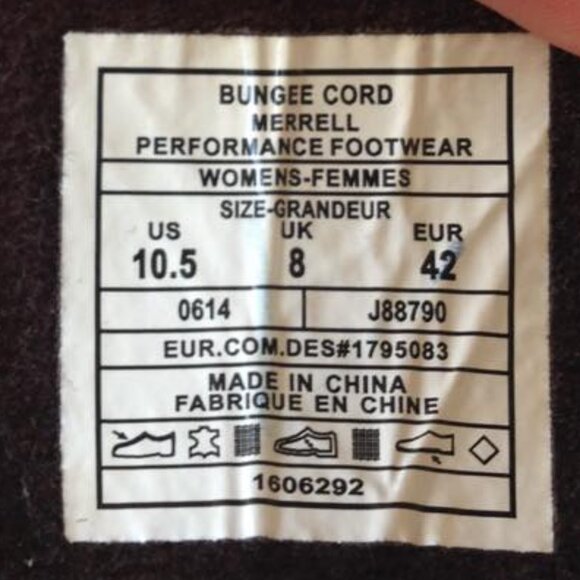 BUNGEE CORD
MERRELL
PERFORMANCE FOOTWEAR
WOMENS-FEMMES
SIZE-GRANDEUR
US UK EUR
10.5 8 42
0614 J88790
EUR.COM.DES#1795083
MADE IN CHINA
FABRIQUE EN CHINE
1606292